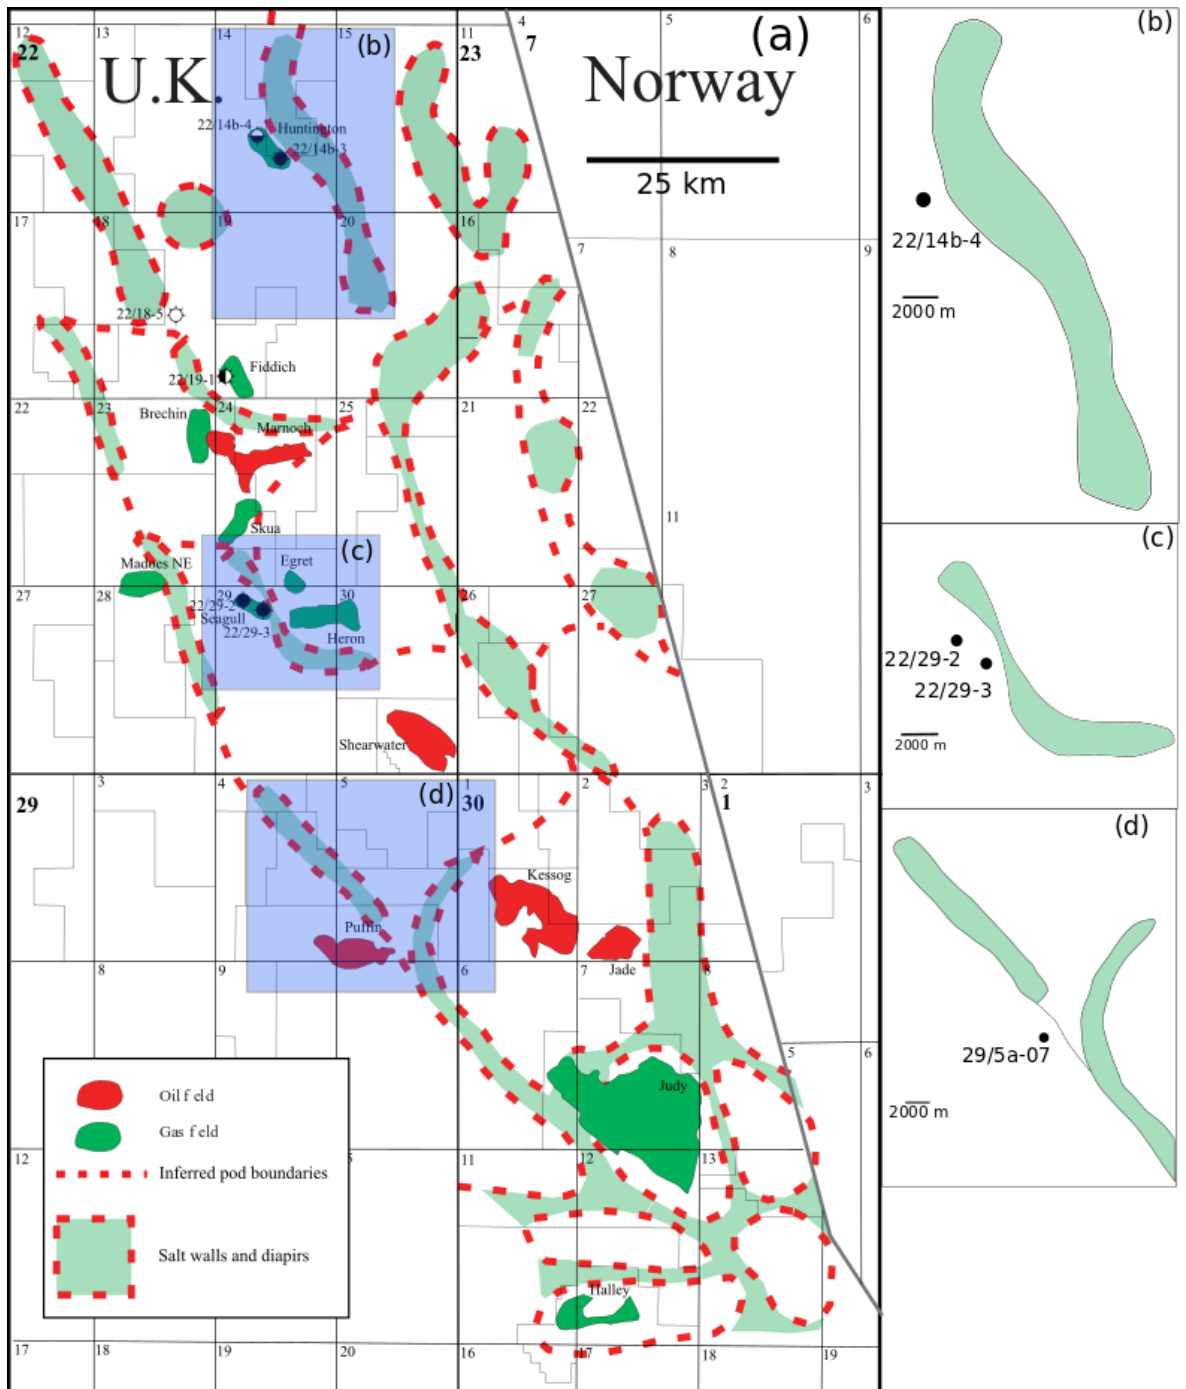 12
13
14
15
11
4
5
6
22
U.K.
(b)
23
7
(a)
Norway
22/14b-4
Huntington
22/14b-3
25 km
17
18
19
20
16
7
8
9
22/18-5
Fiddich
22/19-1
22
23
24
25
21
22
Brechin
Marnoch
11
Skua
(c)
Maddes NE
Egret
27
28
29
30
26
27
22/29-2
Seagull
22/29-3
Heron
Shearwater
3
4
5
1
2
3
2
3
29
(d)
30
1
Kessog
Puffin
8
9
6
7
8
Jade
5
6
Judy
Oil f eld
Gas f eld
12
5
11
12
13
Inferred pod boundaries
Salt walls and diapirs
Halley
17
18
19
20
16
17
18
19
(b)
22/14b-4
2000 m
(c)
22/29-2
22/29-3
2000 m
(d)
29/5a-07
2000 m